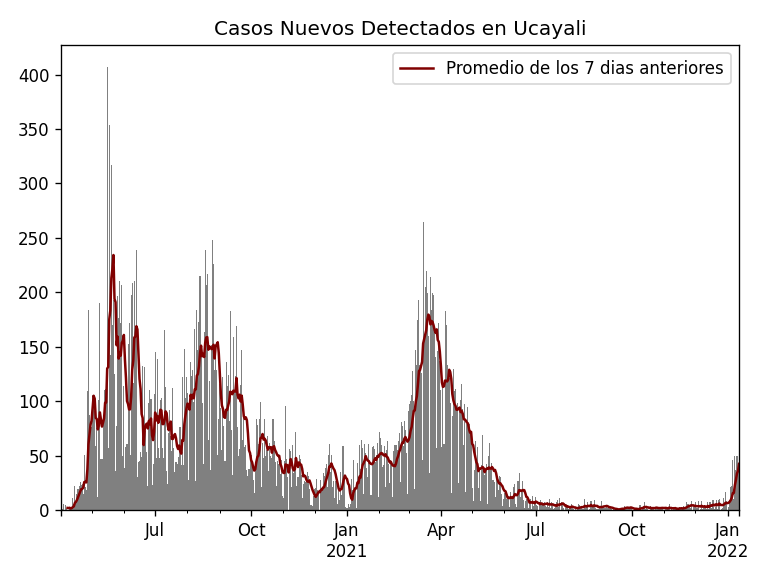 Casos Nuevos Detectados en Ucayali
Promedio de los 7 dias anteriores
400
350
300
250
200
150
100
50
0
Jul
Oct
Jan
2021
Apr
Jul
Oct
Jan
2022